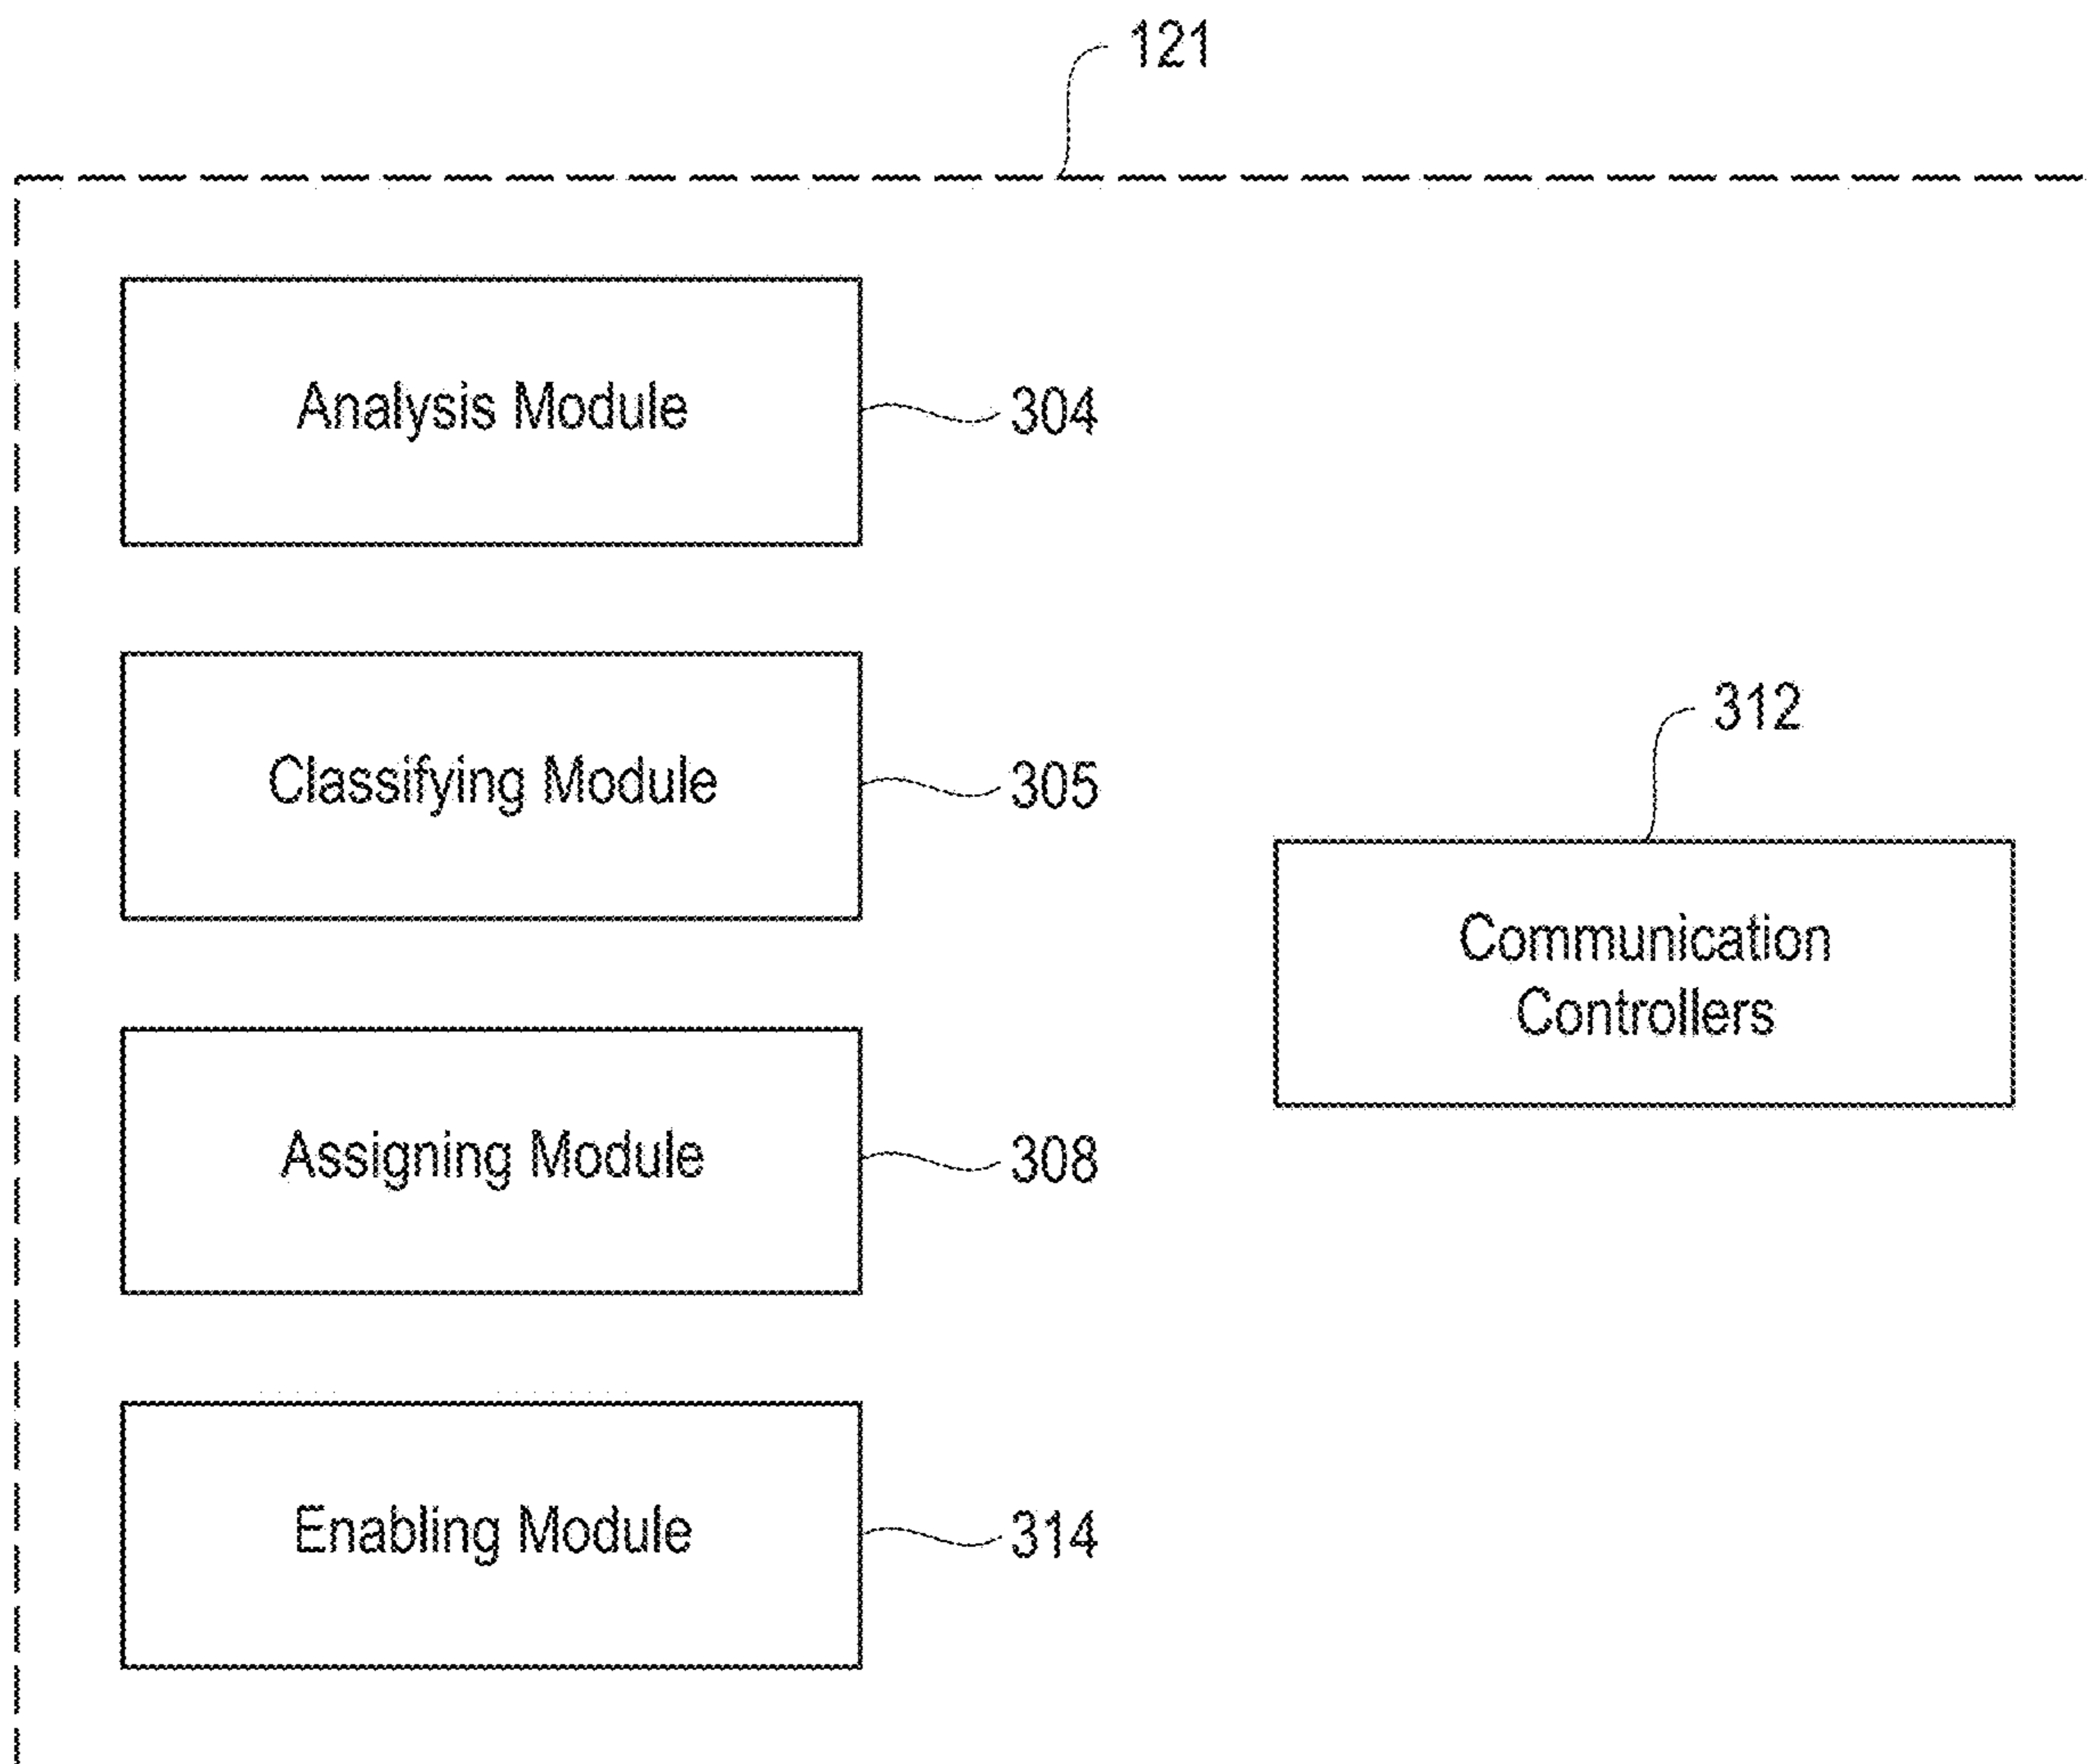 121
Analysis Module
304
Classifying Module
305
312
Communication
Controllers
Assigning Module
308
Enabling Module
314